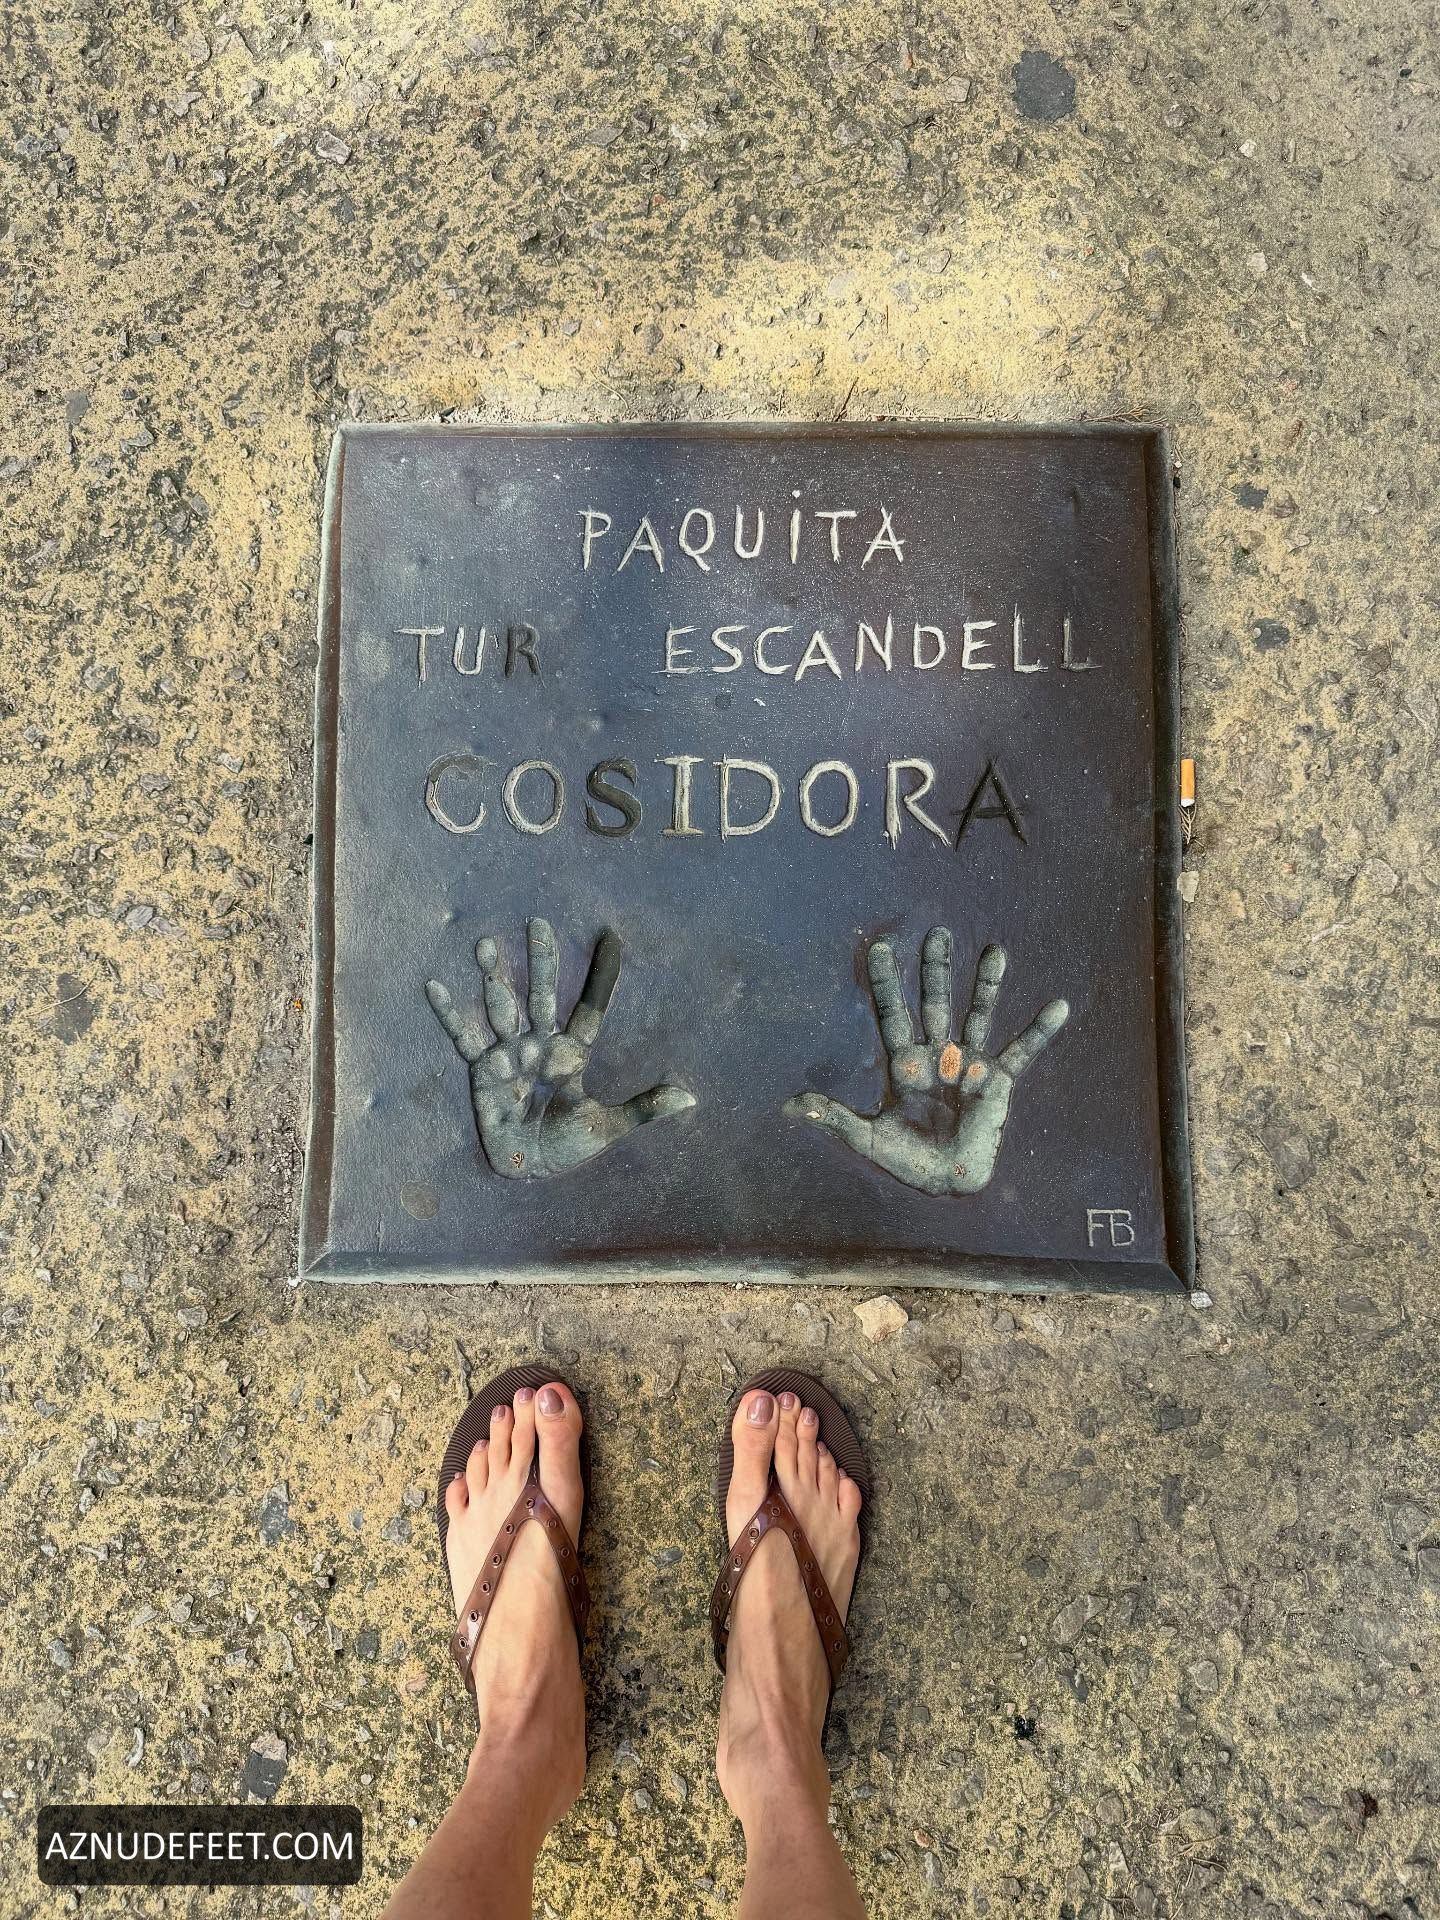 PAQUiTA
TUR ESCANDELL
COSIDORA
FB
AZNUDEFEET.COM